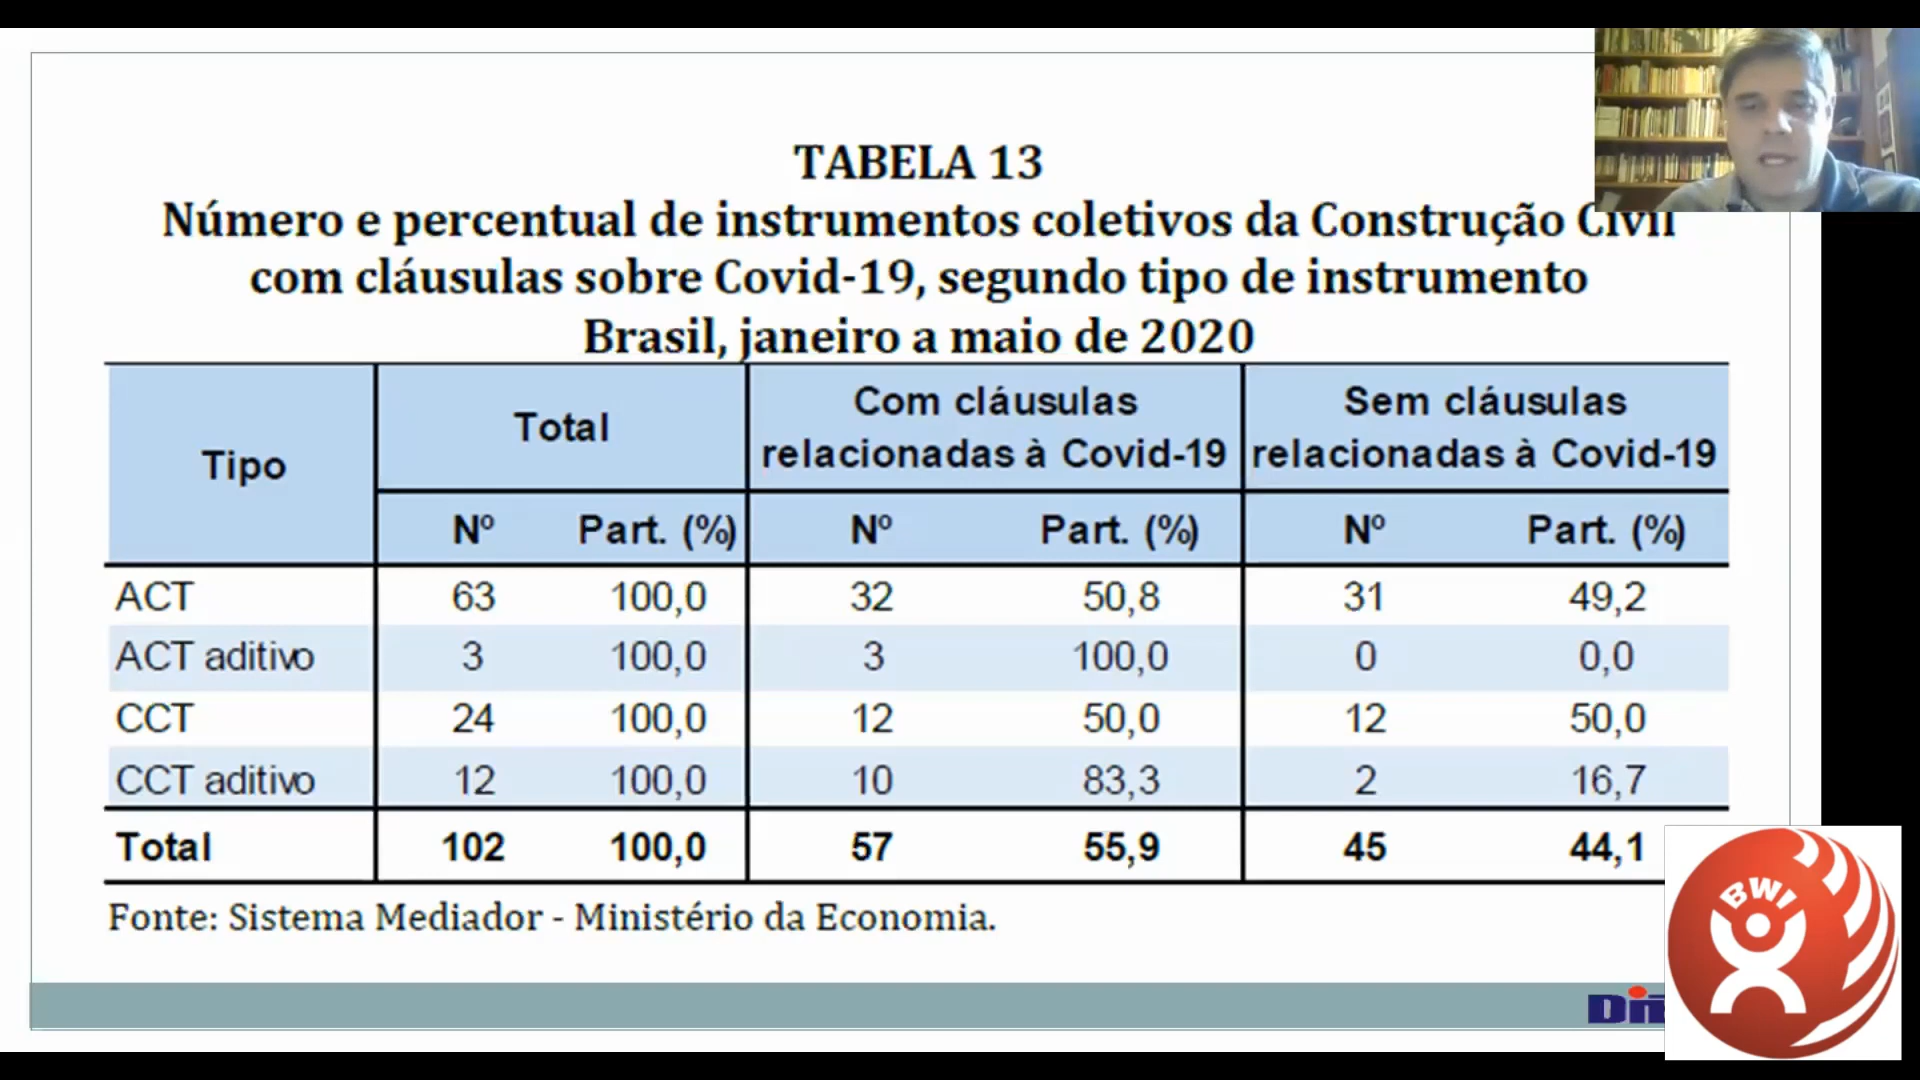 TABELA 13
Número e percentual de instrumentos coletivos da Construção Civil
com cláusulas sobre Covid-19, segundo tipo de instrumento
Brasil, janeiro a maio de 2020
Tipo Total Com cláusulas relacionadas à Covid-19 Sem cláusulas relacionadas à Covid-19
Nº Part. (%) Nº Part. (%) Nº Part. (%)
ACT 63 100,0 32 50,8 31 49,2
ACT aditivo 3 100,0 3 100,0 0 0,0
CCT 24 100,0 12 50,0 12 50,0
CCT aditivo 12 100,0 10 83,3 2 16,7
Total 102 100,0 57 55,9 45 44,1
Fonte: Sistema Mediador - Ministério da Economia.
BWI